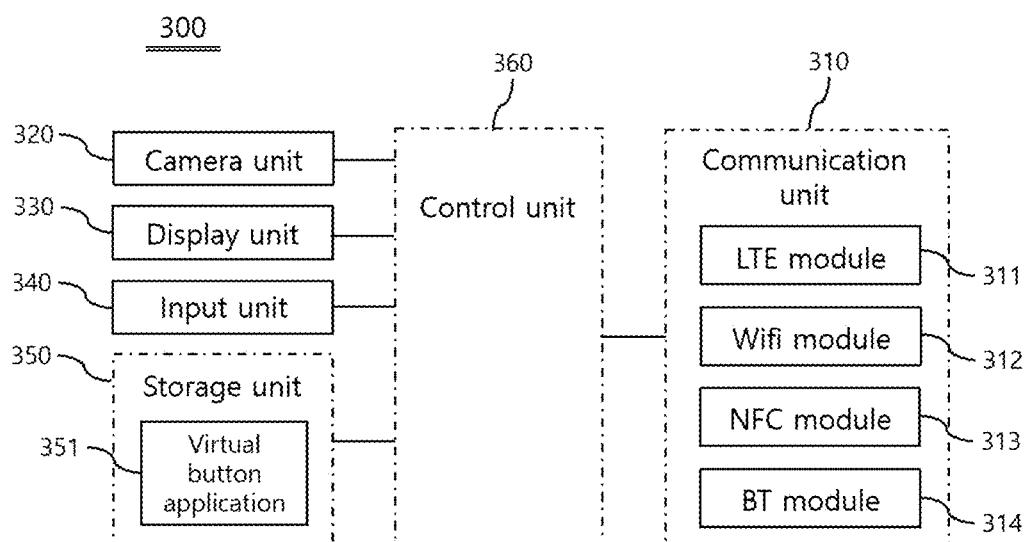 300
360
310
320
Camera unit
330
Display unit
340
Input unit
350
Storage unit
351
Virtual
button
application
Control unit
Communication
unit
LTE module
311
Wifi module
312
NFC module
313
BT module
314